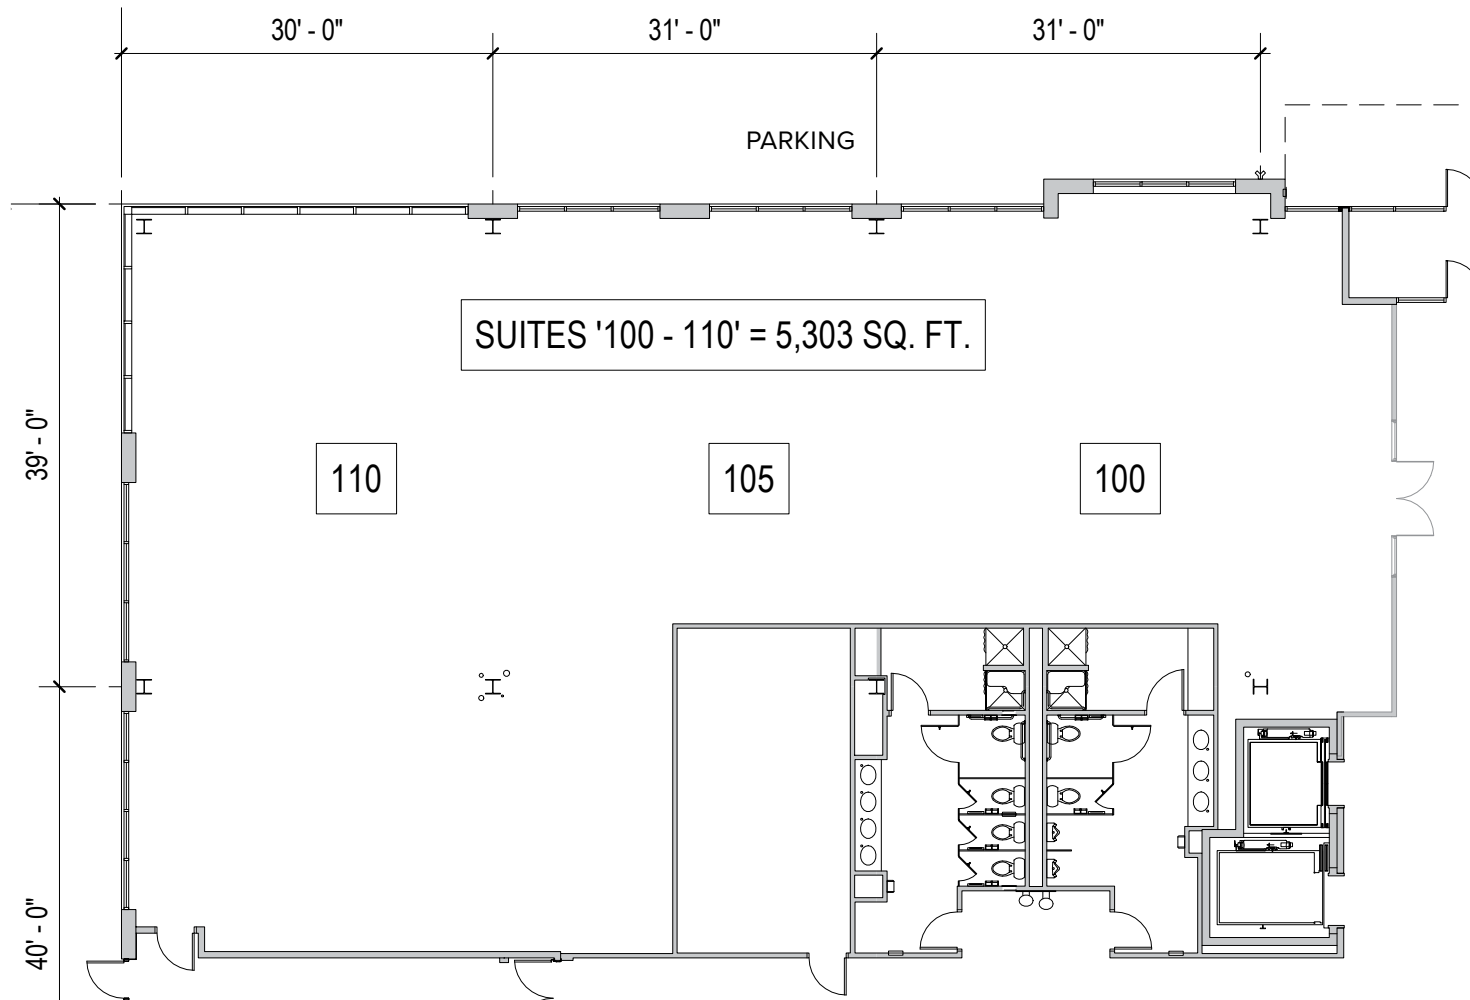 30' - 0"
31' - 0"
31' - 0"
PARKING
SUITES '100 - 110' = 5,303 SQ. FT.
39' - 0"
110
105
100
40' - 0"